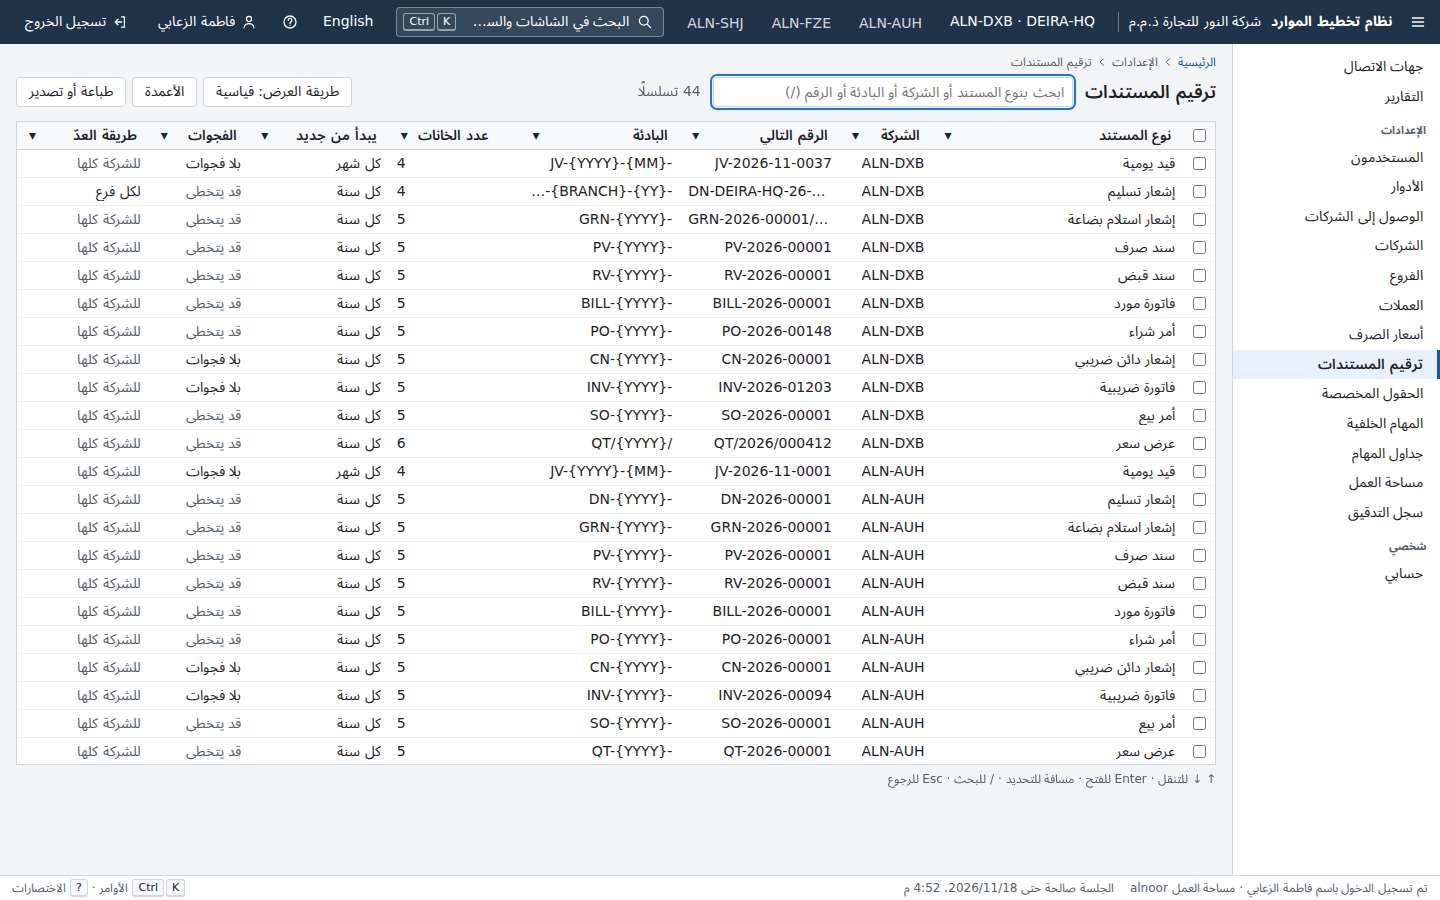 نظام تخطيط الموارد شركة النور للتجارة ذ.م.م ALN-DXB · DEIRA-HQ ALN-AUH ALN-FZE ALN-SHJ البحث في الشاشات والس... Ctrl K English فاطمة الزعابي تسجيل الخروج
جهات الاتصال
التقارير
الإعدادات
المستخدمون
الأدوار
الوصول إلى الشركات
الشركات
الفروع
العملات
أسعار الصرف
ترقيم المستندات
الحقول المخصصة
المهام الخلفية
جداول المهام
مساحة العمل
سجل التدقيق
شخصي
حسابي
الرئيسية › الإعدادات › ترقيم المستندات
ترقيم المستندات ابحث بنوع المستند أو الشركة أو البادئة أو الرقم (/) 44 تسلسلًا طريقة العرض: قياسية الأعمدة طباعة أو تصدير
نوع المستند ▼ الشركة ▼ الرقم التالي ▼ البادئة ▼ عدد الخانات ▼ يبدأ من جديد ▼ الفجوات ▼ طريقة العدّ ▼
قيد يومية ALN-DXB JV-2026-11-0037 JV-{YYYY}-{MM}- 4 كل شهر بلا فجوات للشركة كلها
إشعار تسليم ALN-DXB DN-DEIRA-HQ-26-... ...-{BRANCH}-{YY}- 4 كل سنة قد يتخطى لكل فرع
إشعار استلام بضاعة ALN-DXB GRN-2026-00001/... GRN-{YYYY}- 5 كل سنة قد يتخطى للشركة كلها
سند صرف ALN-DXB PV-2026-00001 PV-{YYYY}- 5 كل سنة قد يتخطى للشركة كلها
سند قبض ALN-DXB RV-2026-00001 RV-{YYYY}- 5 كل سنة قد يتخطى للشركة كلها
فاتورة مورد ALN-DXB BILL-2026-00001 BILL-{YYYY}- 5 كل سنة قد يتخطى للشركة كلها
أمر شراء ALN-DXB PO-2026-00148 PO-{YYYY}- 5 كل سنة قد يتخطى للشركة كلها
إشعار دائن ضريبي ALN-DXB CN-2026-00001 CN-{YYYY}- 5 كل سنة بلا فجوات للشركة كلها
فاتورة ضريبية ALN-DXB INV-2026-01203 INV-{YYYY}- 5 كل سنة بلا فجوات للشركة كلها
أمر بيع ALN-DXB SO-2026-00001 SO-{YYYY}- 5 كل سنة قد يتخطى للشركة كلها
عرض سعر ALN-DXB QT/2026/000412 QT/{YYYY}/ 6 كل سنة قد يتخطى للشركة كلها
قيد يومية ALN-AUH JV-2026-11-0001 JV-{YYYY}-{MM}- 4 كل شهر بلا فجوات للشركة كلها
إشعار تسليم ALN-AUH DN-2026-00001 DN-{YYYY}- 5 كل سنة قد يتخطى للشركة كلها
إشعار استلام بضاعة ALN-AUH GRN-2026-00001 GRN-{YYYY}- 5 كل سنة قد يتخطى للشركة كلها
سند صرف ALN-AUH PV-2026-00001 PV-{YYYY}- 5 كل سنة قد يتخطى للشركة كلها
سند قبض ALN-AUH RV-2026-00001 RV-{YYYY}- 5 كل سنة قد يتخطى للشركة كلها
فاتورة مورد ALN-AUH BILL-2026-00001 BILL-{YYYY}- 5 كل سنة قد يتخطى للشركة كلها
أمر شراء ALN-AUH PO-2026-00001 PO-{YYYY}- 5 كل سنة قد يتخطى للشركة كلها
إشعار دائن ضريبي ALN-AUH CN-2026-00001 CN-{YYYY}- 5 كل سنة بلا فجوات للشركة كلها
فاتورة ضريبية ALN-AUH INV-2026-00094 INV-{YYYY}- 5 كل سنة بلا فجوات للشركة كلها
أمر بيع ALN-AUH SO-2026-00001 SO-{YYYY}- 5 كل سنة قد يتخطى للشركة كلها
عرض سعر ALN-AUH QT-2026-00001 QT-{YYYY}- 5 كل سنة قد يتخطى للشركة كلها
↑ ↓ للتنقل · Enter للفتح · مسافة للتحديد · / للبحث · Esc للرجوع
تم تسجيل الدخول باسم فاطمة الزعابي · مساحة العمل alnoor الجلسة صالحة حتى 2026/11/18، 4:52 م Ctrl K الأوامر · ? الاختصارات